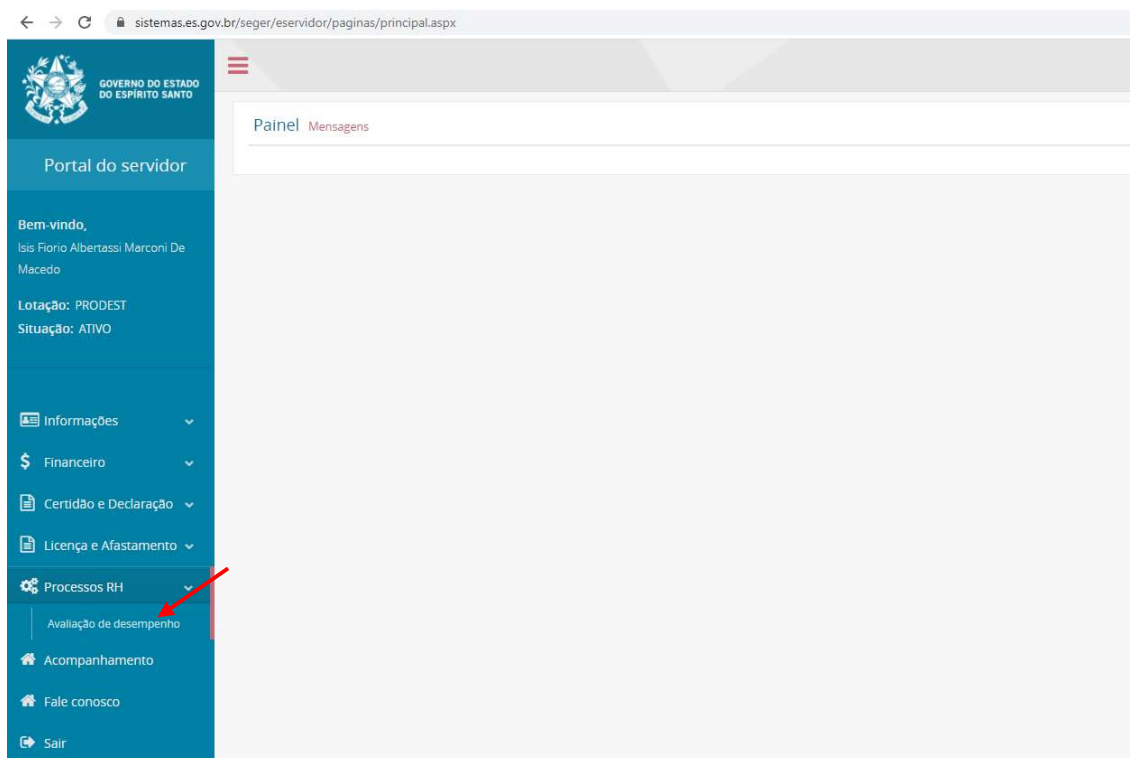 sistemas.es.gov.br/seger/eservidor/paginas/principal.aspx
GOVERNO DO ESTADO
DO ESPÍRITO SANTO
Painel Mensagens
Portal do servidor
Bem-vindo,
Isis Fiorio Albertassi Marconi De
Macedo
Lotação: PRODEST
Situação: ATIVO
Informações
Financeiro
Certidão e Declaração
Licença e Afastamento
Processos RH
Avaliação de desempenho
Acompanhamento
Fale conosco
Sair